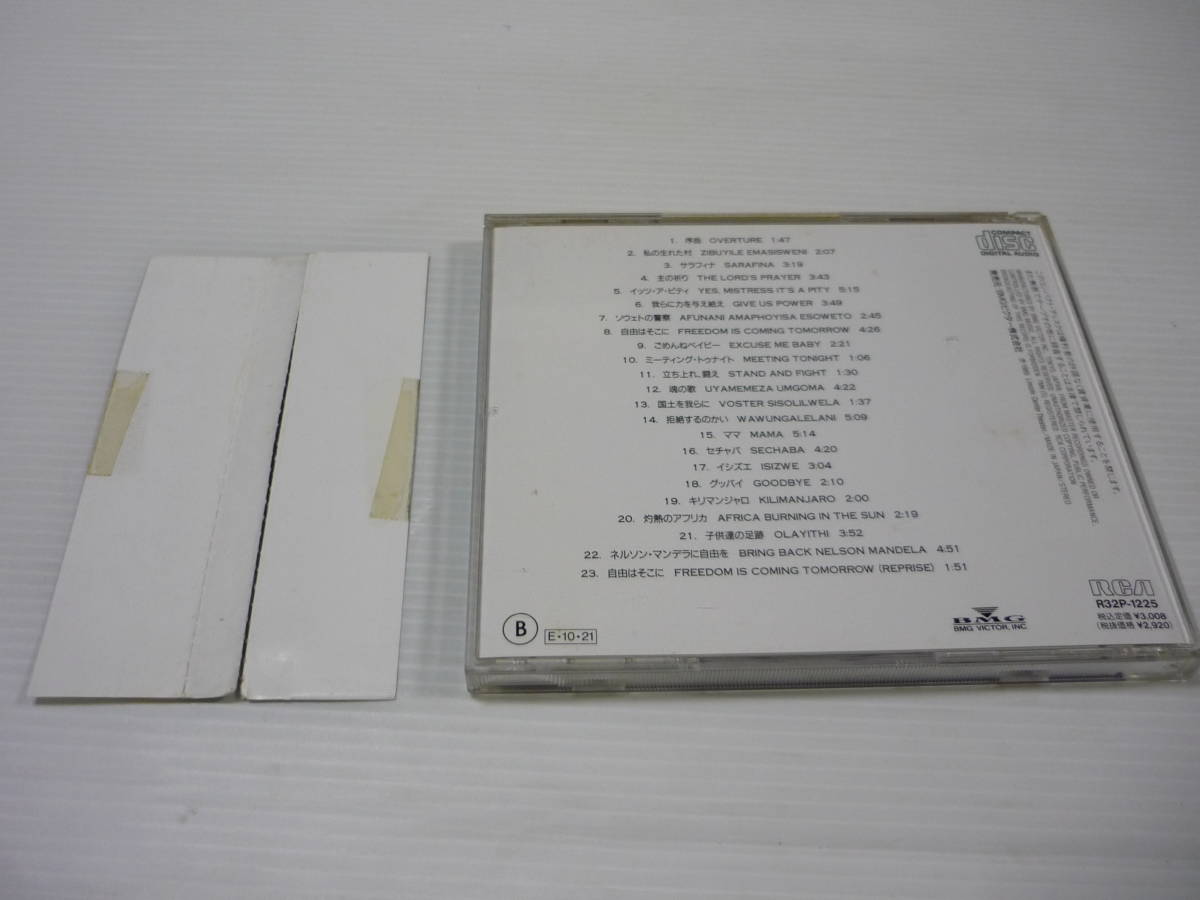 1. 序曲 OVERTURE 1:47
2. 私の生れた村 ZIBUYILE EMASISWENI 2:07
3. サラフィナ SARAFINA 3:19
4. 主の祈り THE LORD'S PRAYER 3:43
5. イッツ・ア・ピティ YES, MISTRESS IT'S A PITY 5:15
6. 我らに力を与え給え GIVE US POWER 3:49
7. ソウェトの警察 AFUNANI AMAPHOYISA ESOWETO 2:45
8. 自由はそこに FREEDOM IS COMING TOMORROW 4:26
9. ごめんねベイビー EXCUSE ME BABY 2:21
10. ミーティング・トゥナイト MEETING TONIGHT 1:06
11. 立ち上れ、闘え STAND AND FIGHT 1:30
12. 魂の歌 UYAMEMEZA UMGOMA 4:22
13. 国土を我らに VOSTER SISOLILWELA 1:37
14. 拒絶するのかい WAWUNGALELANI 5:09
15. ママ MAMA 5:14
16. セチャバ SECHABA 4:20
17. イシズエ ISIZWE 3:04
18. グッバイ GOODBYE 2:10
19. キリマンジャロ KILIMANJARO 2:00
20. 灼熱のアフリカ AFRICA BURNING IN THE SUN 2:19
21. 子供達の足跡 OLAYITHI 3:52
22. ネルソン・マンデラに自由を BRING BACK NELSON MANDELA 4:51
23. 自由はそこに FREEDOM IS COMING TOMORROW (REPRISE) 1:51
B
E・10・21
BMG
BMG VICTOR, INC.
COMPACT
disc
DIGITAL AUDIO
RCA
R32P-1225
税込定価 ¥3,008
(税抜価格 ¥2,920)